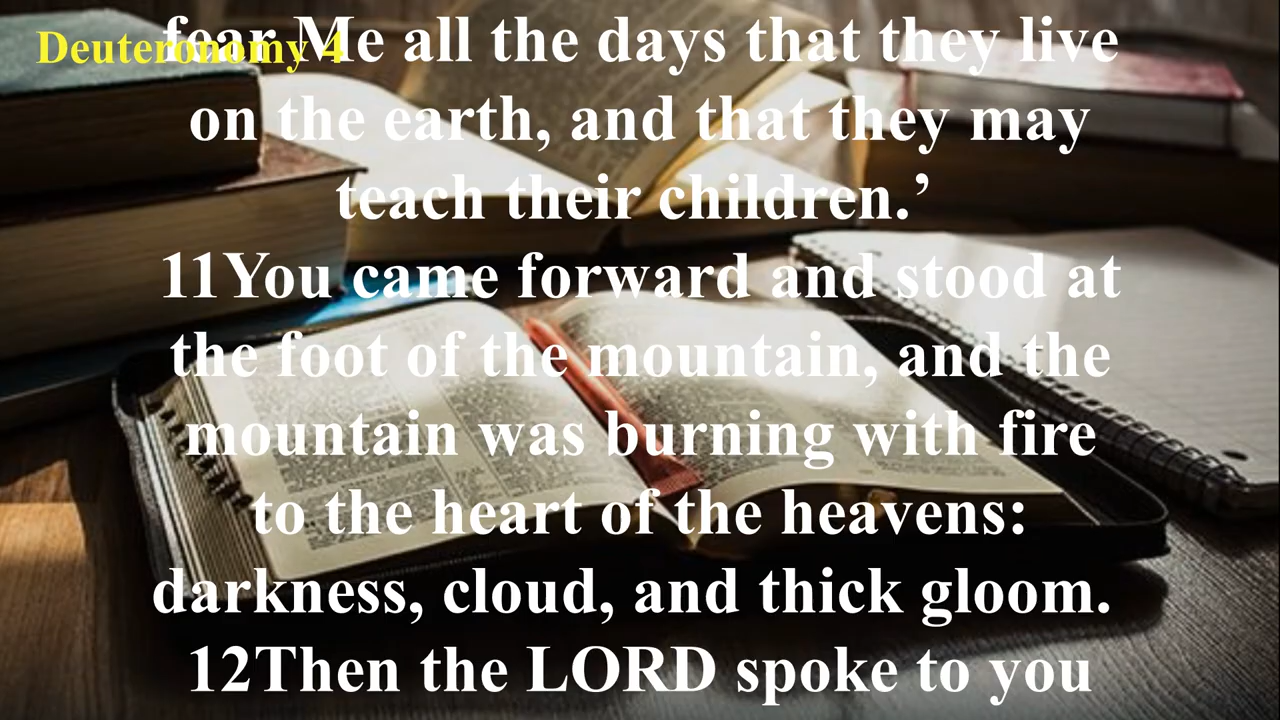 Deuteronomy 4
fear Me all the days that they live
on the earth, and that they may
teach their children.’
11You came forward and stood at
the foot of the mountain, and the
mountain was burning with fire
to the heart of the heavens:
darkness, cloud, and thick gloom.
12Then the LORD spoke to you